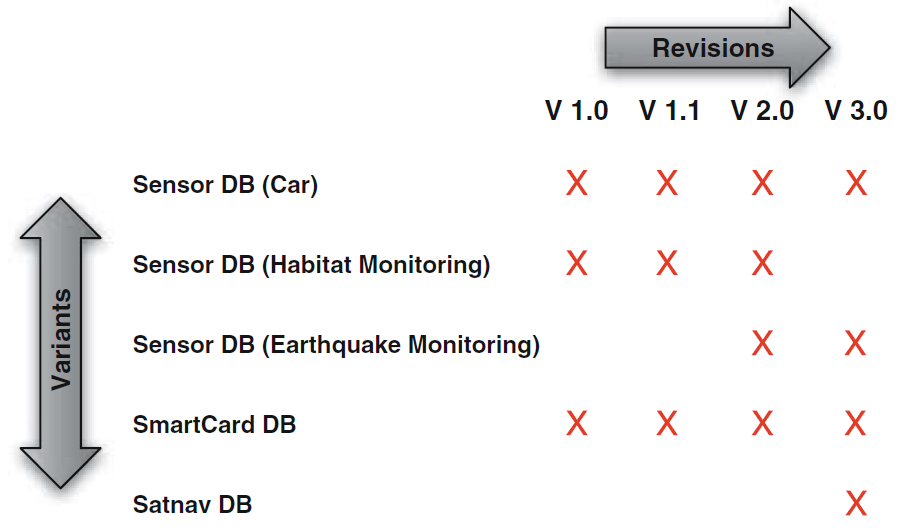 Revisions
V 1.0 V 1.1 V 2.0 V 3.0
Sensor DB (Car) X X X X
Sensor DB (Habitat Monitoring) X X X
Sensor DB (Earthquake Monitoring) X X
SmartCard DB X X X X
Satnav DB X
Variants